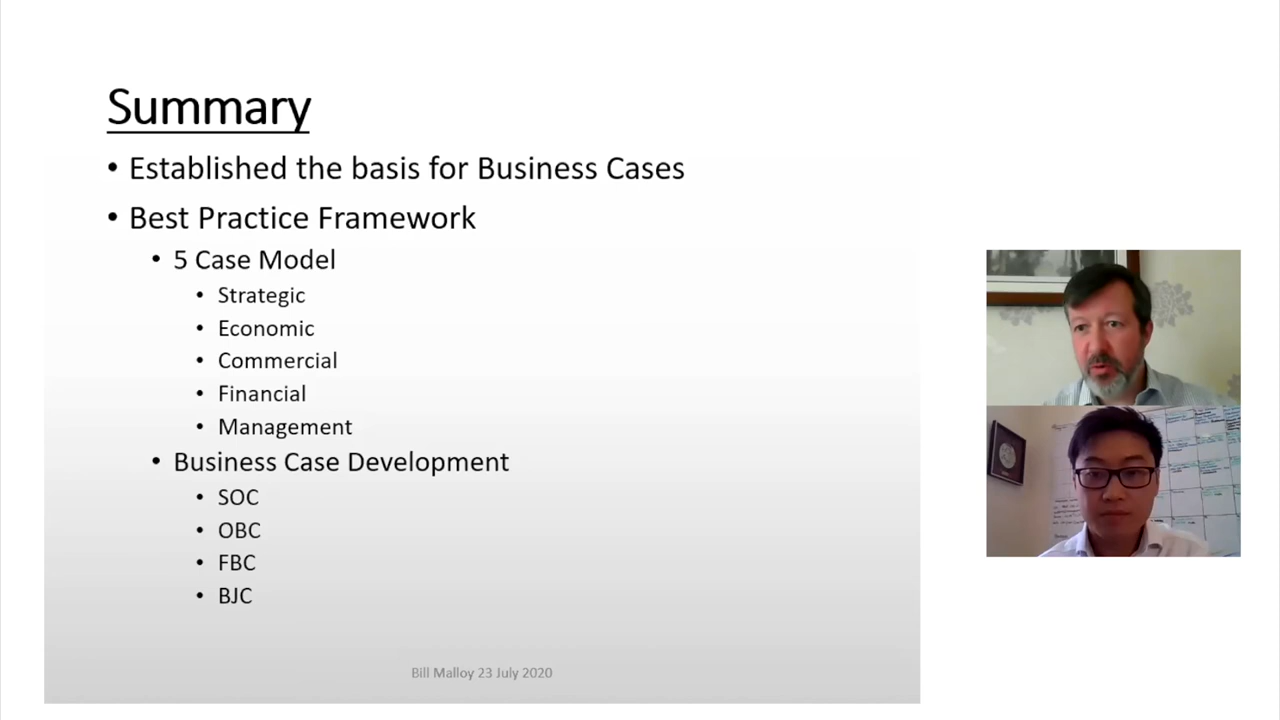 Summary
• Established the basis for Business Cases
• Best Practice Framework
• 5 Case Model
• Strategic
• Economic
• Commercial
• Financial
• Management
• Business Case Development
• SOC
• OBC
• FBC
• BJC
Bill Malloy 23 July 2020